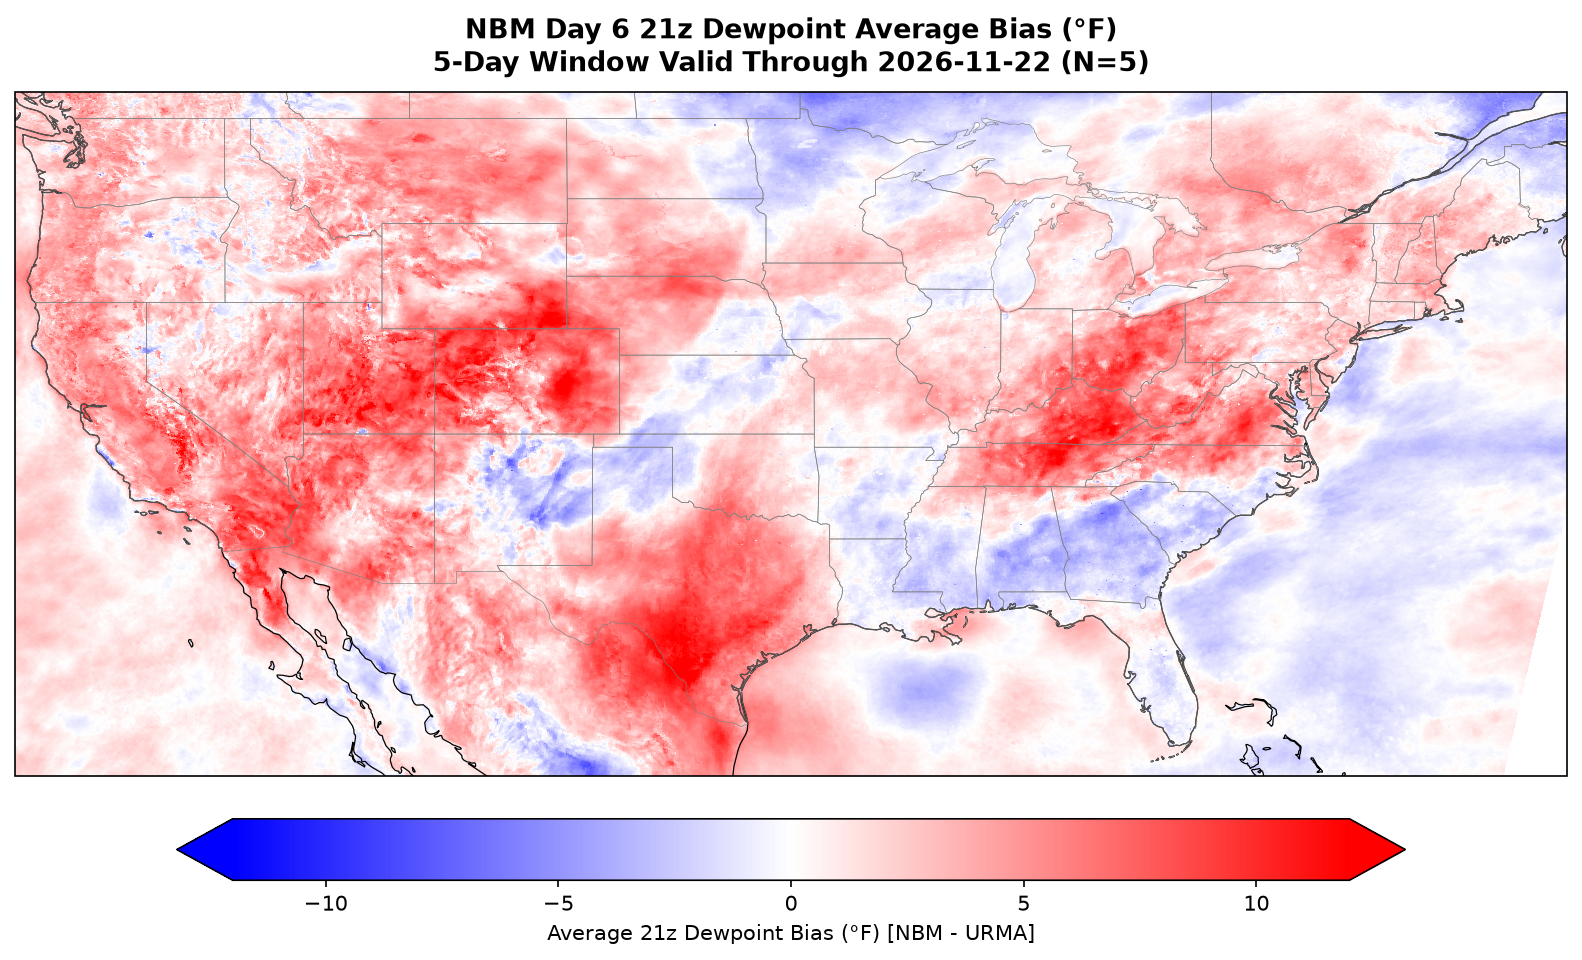 NBM Day 6 21z Dewpoint Average Bias (°F)
5-Day Window Valid Through 2026-11-22 (N=5)
−10 −5 0 5 10
Average 21z Dewpoint Bias (°F) [NBM - URMA]